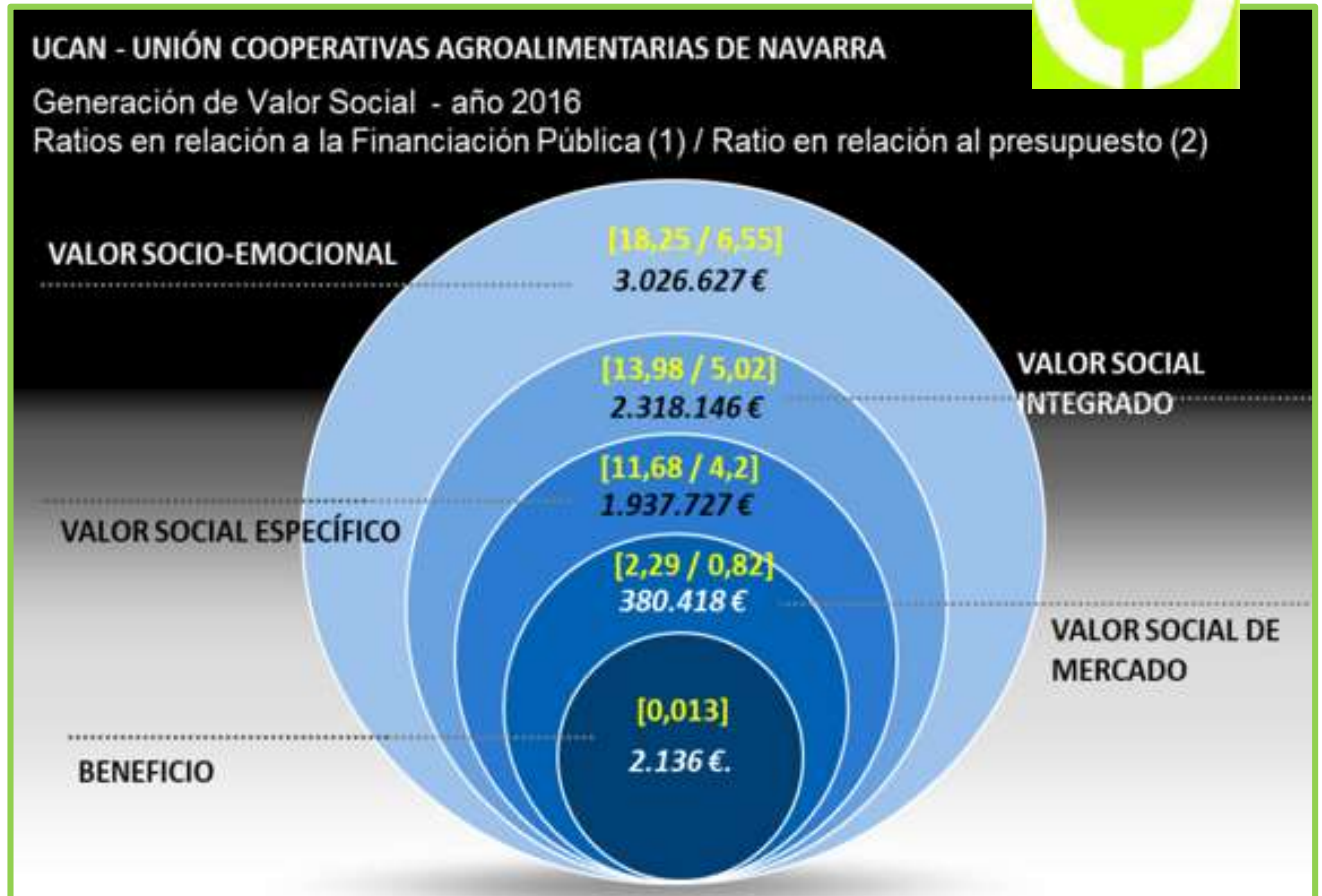 UCAN - UNIÓN COOPERATIVAS AGROALIMENTARIAS DE NAVARRA
Generación de Valor Social - año 2016
Ratios en relación a la Financiación Pública (1) / Ratio en relación al presupuesto (2)
VALOR SOCIO-EMOCIONAL
[18,25 / 6,55]
3.026.627 €
VALOR SOCIAL
INTEGRADO
[13,98 / 5,02]
2.318.146 €
[11,68 / 4,2]
1.937.727 €
VALOR SOCIAL ESPECÍFICO
[2,29 / 0,82]
380.418 €
VALOR SOCIAL DE
MERCADO
[0,013]
2.136 €.
BENEFICIO